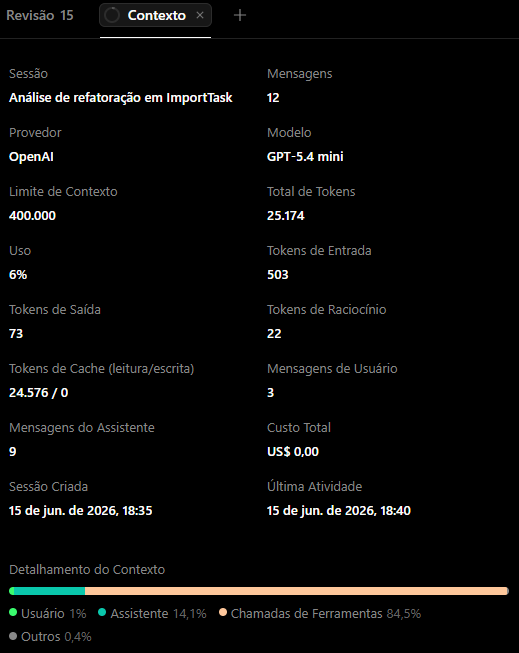 Revisão 15 Contexto × +
Sessão Mensagens
Análise de refatoração em ImportTask 12
Provedor Modelo
OpenAI GPT-5.4 mini
Limite de Contexto Total de Tokens
400.000 25.174
Uso Tokens de Entrada
6% 503
Tokens de Saída Tokens de Raciocínio
73 22
Tokens de Cache (leitura/escrita) Mensagens de Usuário
24.576 / 0 3
Mensagens do Assistente Custo Total
9 US$ 0,00
Sessão Criada Última Atividade
15 de jun. de 2026, 18:35 15 de jun. de 2026, 18:40
Detalhamento do Contexto
Usuário 1% Assistente 14,1% Chamadas de Ferramentas 84,5%
Outros 0,4%